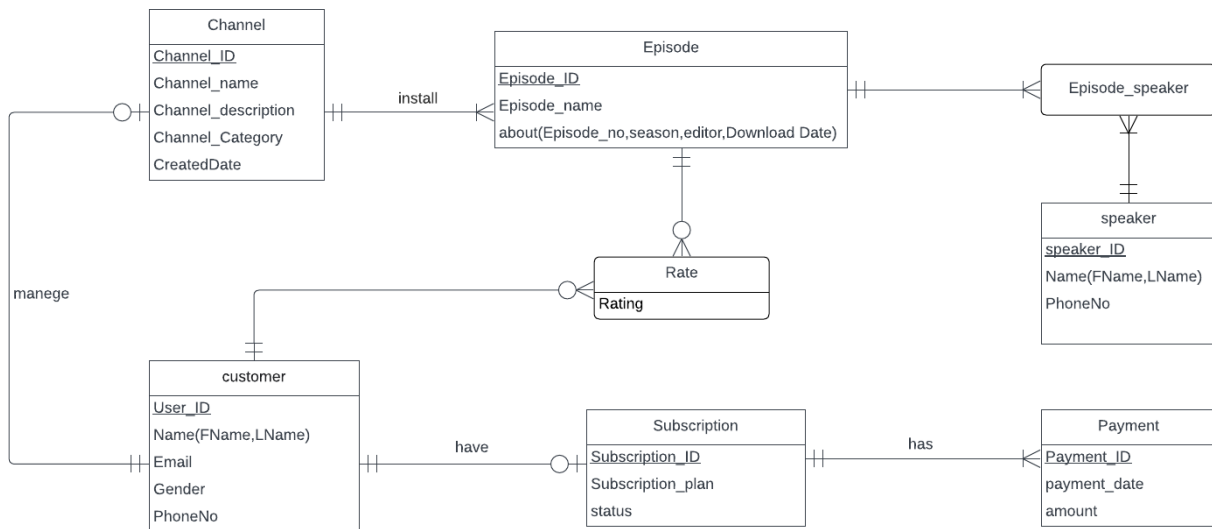 Channel
Channel_ID
Channel_name
Channel_description
Channel_Category
CreatedDate
install
Episode
Episode_ID
Episode_name
about(Episode_no,season,editor,Download Date)
Episode_speaker
speaker
speaker_ID
Name(FName,LName)
PhoneNo
Rate
Rating
manege
customer
User_ID
Name(FName,LName)
Email
Gender
PhoneNo
have
Subscription
Subscription_ID
Subscription_plan
status
has
Payment
Payment_ID
payment_date
amount